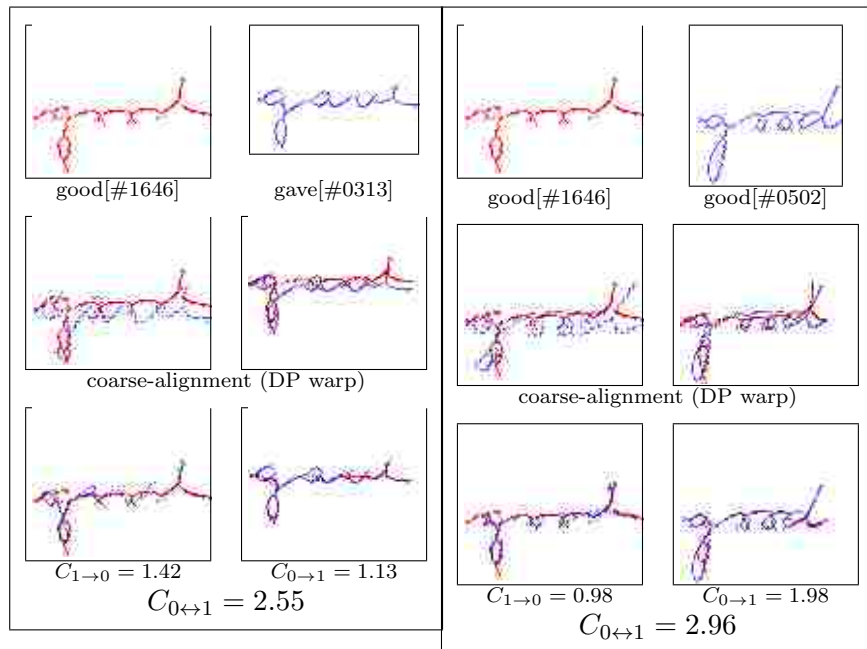 good[#1646] gave[#0313]
coarse-alignment (DP warp)
C₁→₀ = 1.42 C₀→₁ = 1.13
C₀↔₁ = 2.55
good[#1646] good[#0502]
coarse-alignment (DP warp)
C₁→₀ = 0.98 C₀→₁ = 1.98
C₀↔₁ = 2.96